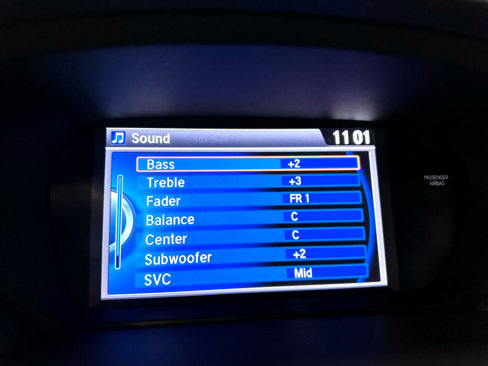 Sound 11 01
Bass +2
Treble +3
Fader FR 1
Balance C
Center C
Subwoofer +2
SVC Mid
PASSENGER
AIRBAG